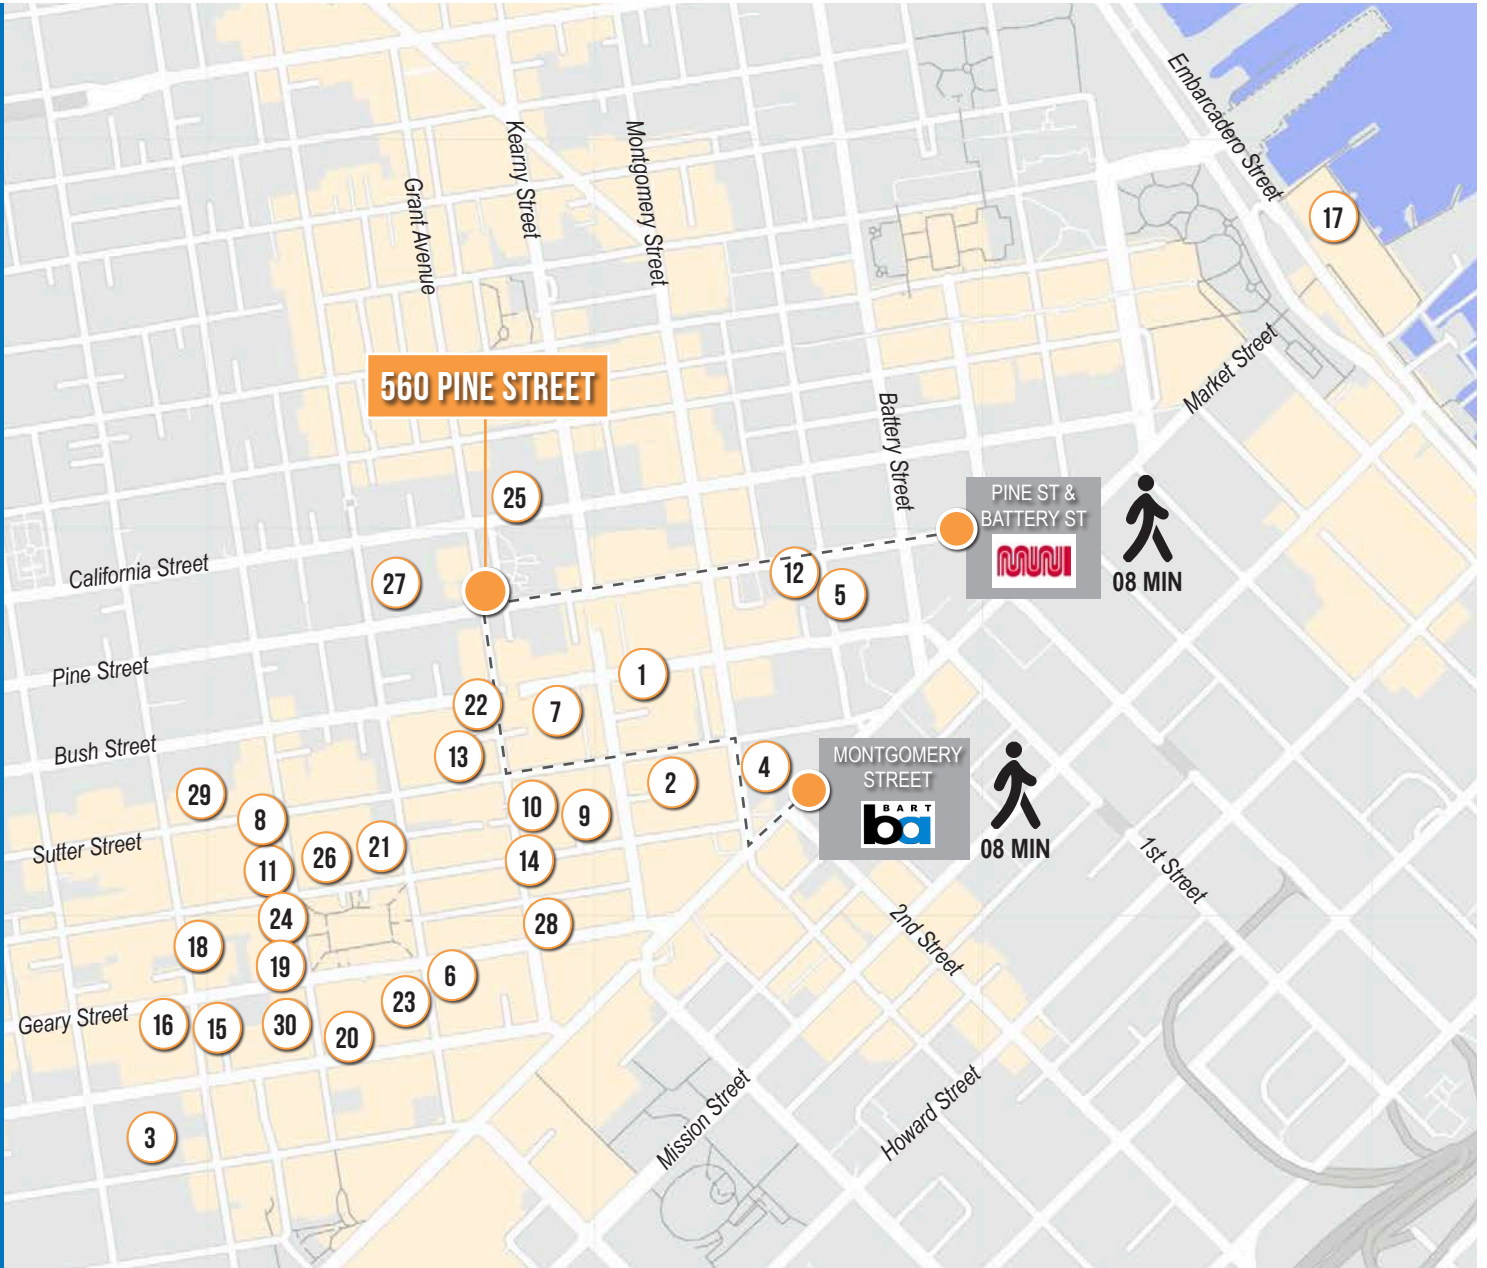 Embarcadero Street
Kearny Street
Montgomery Street
Grant Avenue
17
Market Street
560 PINE STREET
Battery Street
25
PINE ST &
BATTERY ST
MUNI
08 MIN
California Street
27
12
5
Pine Street
1
22
7
Bush Street
13
4
MONTGOMERY
STREET
BART
ba
08 MIN
2
29
8
10
9
Sutter Street
21
26
11
14
1st Street
24
28
18
19
2nd Street
6
23
Geary Street
16
15
30
20
Mission Street
Howard Street
3